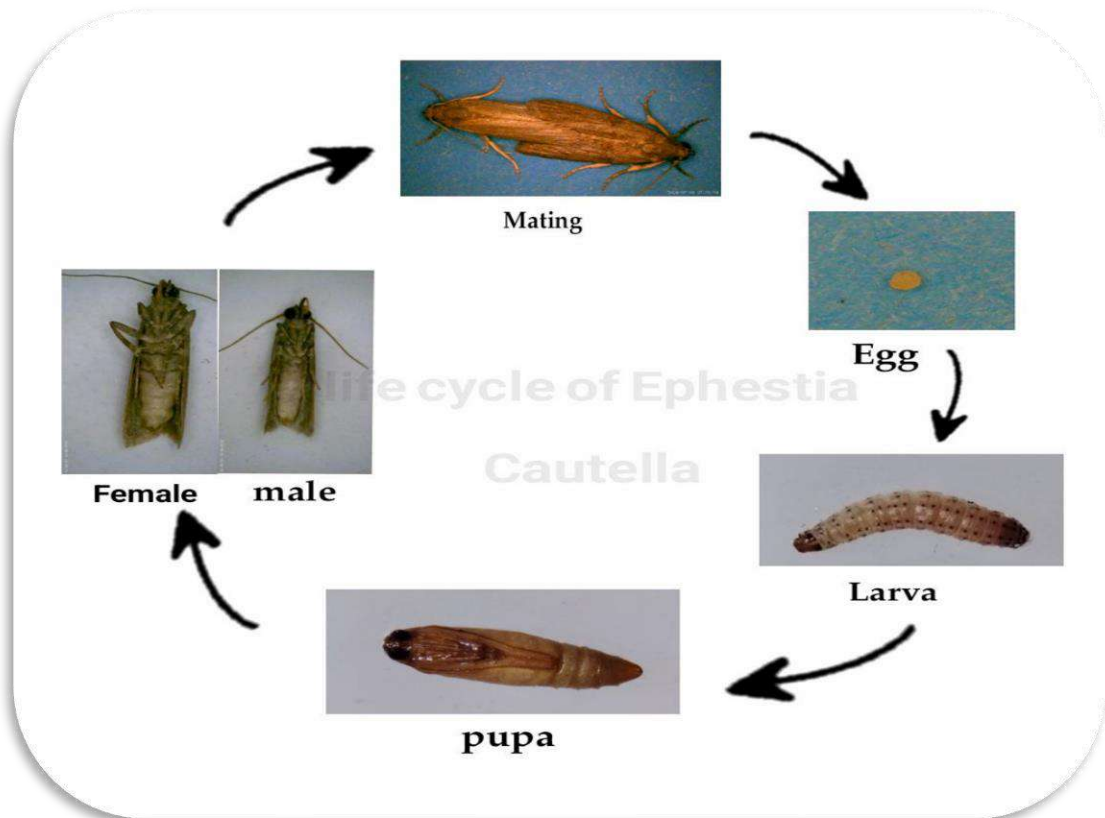 Mating
Egg
life cycle of Ephestia
Cautella
Female male
Larva
pupa